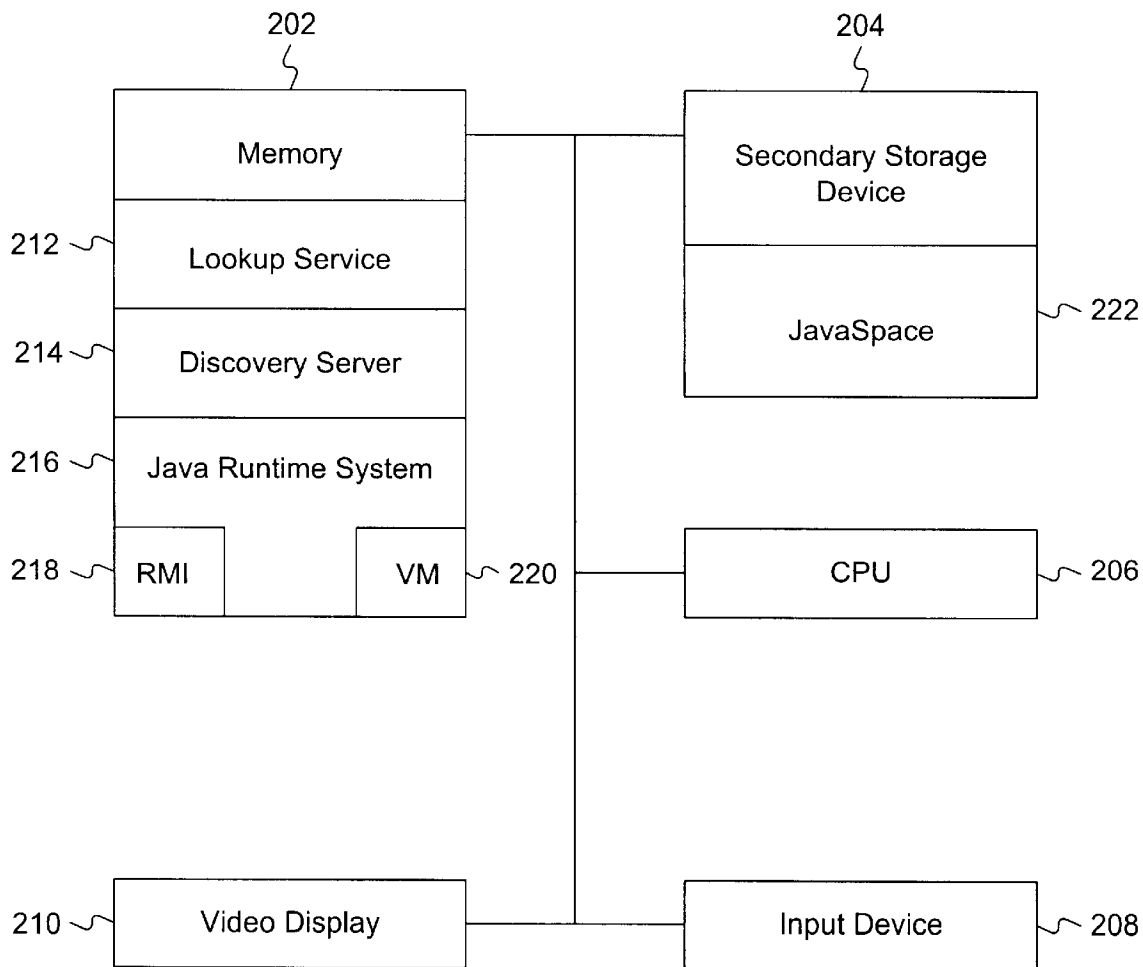 202
204
Memory
Secondary Storage
Device
212
Lookup Service
JavaSpace
222
214
Discovery Server
216
Java Runtime System
218
RMI
VM
220
CPU
206
210
Video Display
Input Device
208